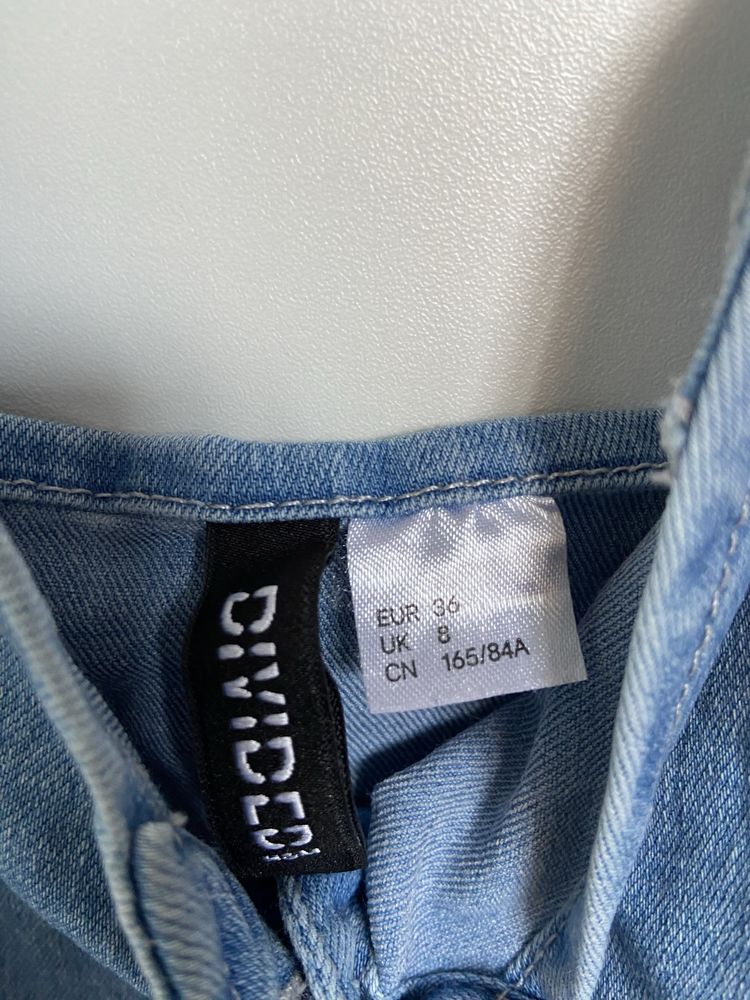 DIVIDED
EUR 36
UK 8
CN 165/84A